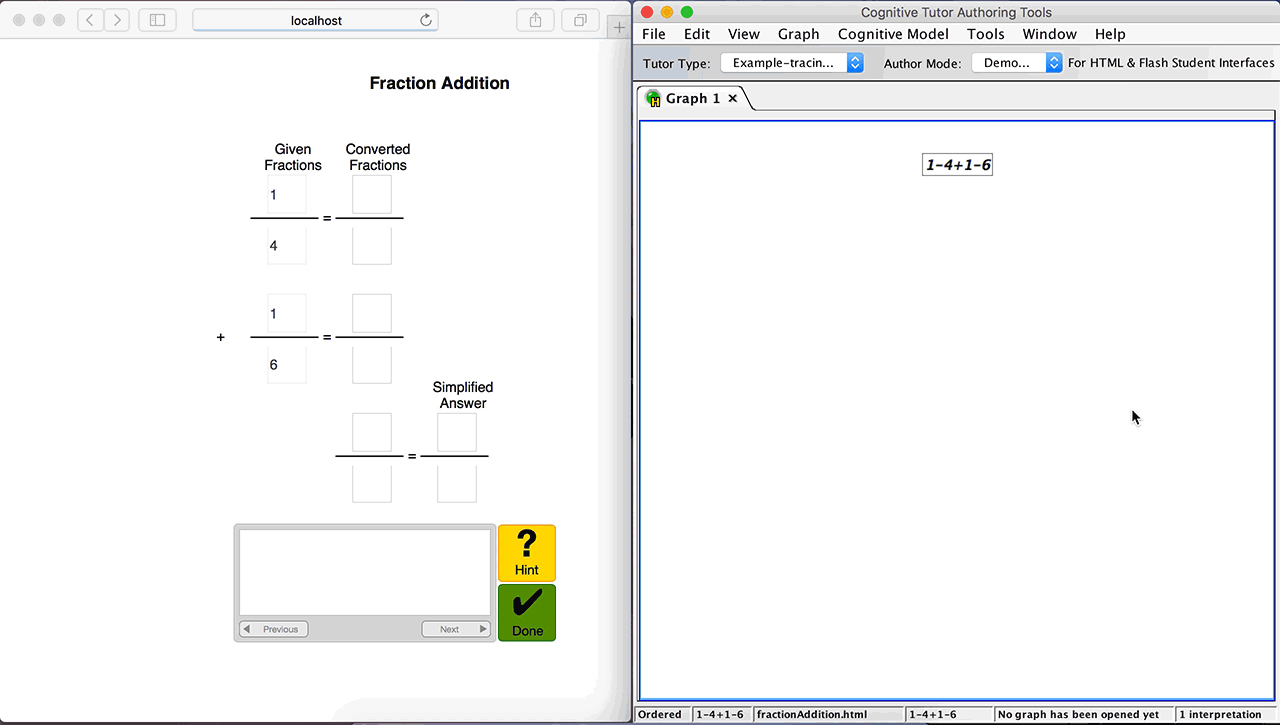 localhost
Fraction Addition
Given Fractions
Converted Fractions
1
=
4
+
1
=
6
Simplified Answer
=
?
Hint
Previous
Next
Done
Cognitive Tutor Authoring Tools
File Edit View Graph Cognitive Model Tools Window Help
Tutor Type: Example-tracin... Author Mode: Demo... For HTML & Flash Student Interfaces
H Graph 1
1-4+1-6
Ordered 1-4+1-6 fractionAddition.html 1-4+1-6 No graph has been opened yet 1 interpretation